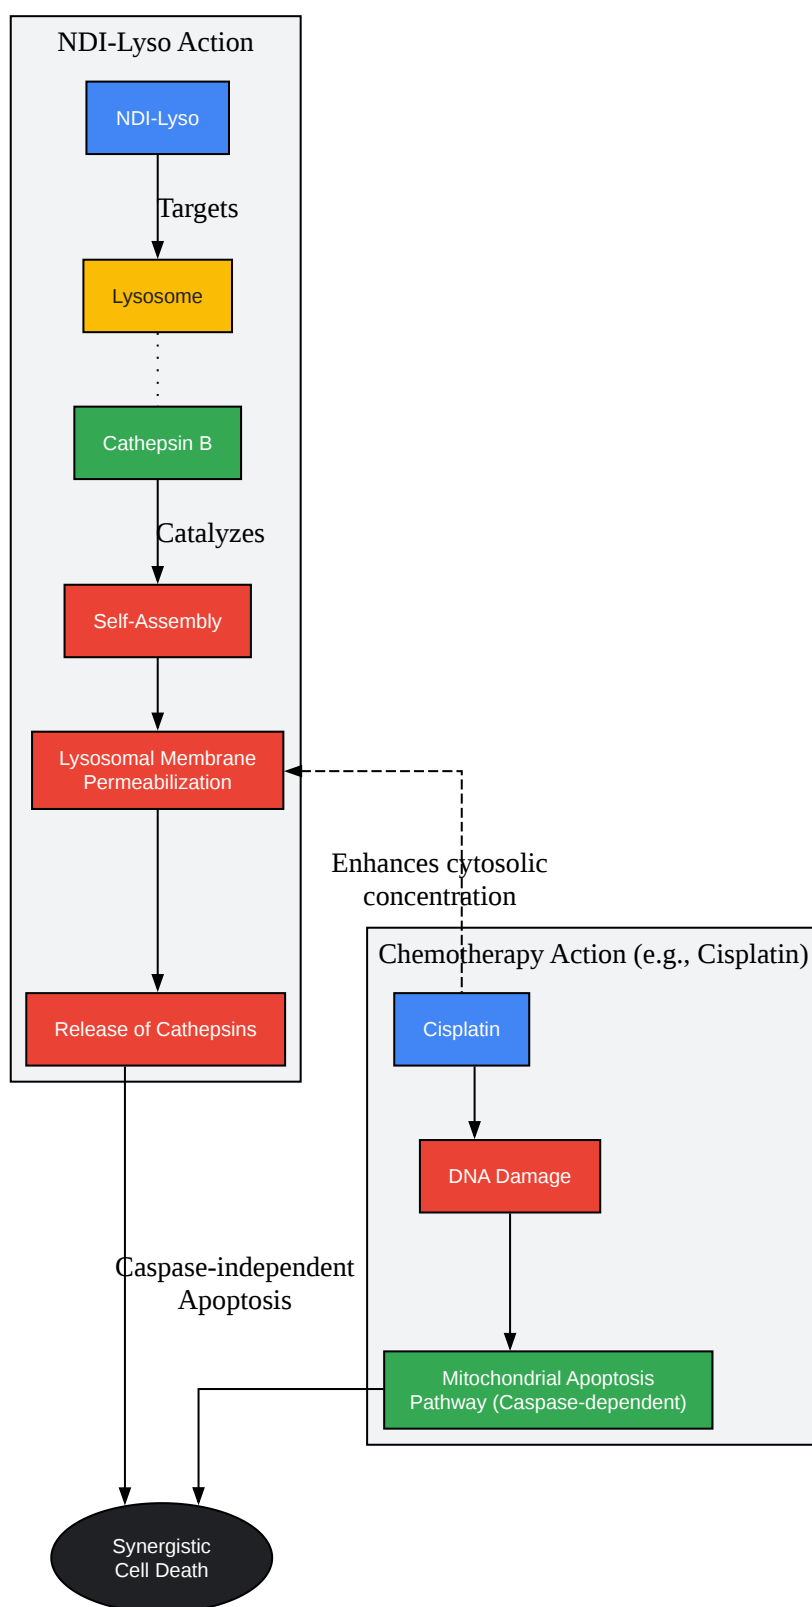 NDI-Lyso Action
NDI-Lyso
Targets
Lysosome
Cathepsin B
Catalyzes
Self-Assembly
Lysosomal Membrane
Permeabilization
Enhances cytosolic
concentration
Chemotherapy Action (e.g., Cisplatin)
Release of Cathepsins
Cisplatin
DNA Damage
Caspase-independent
Apoptosis
Mitochondrial Apoptosis
Pathway (Caspase-dependent)
Synergistic
Cell Death